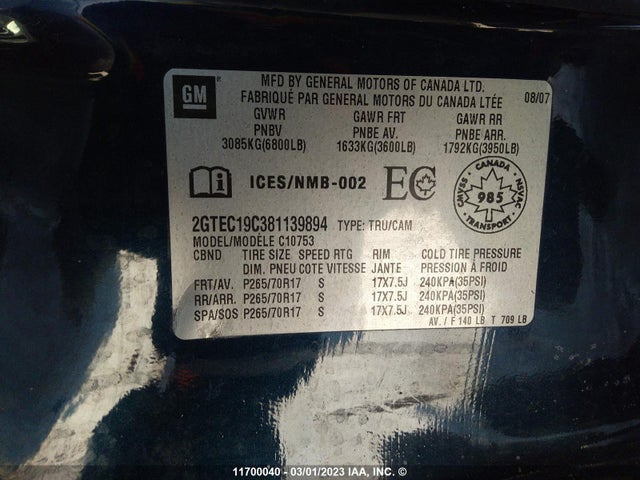 GM ®
MFD BY GENERAL MOTORS OF CANADA LTD.
FABRIQUÉ PAR GENERAL MOTORS DU CANADA LTÉE 08/07
GVWR GAWR FRT GAWR RR
PNBV PNBE AV. PNBE ARR.
3085KG(6800LB) 1633KG(3600LB) 1792KG(3950LB)
ICES/NMB-002 EC
CANADA
CMVSS 985 NSVAC
TRANSPORT
2GTEC19C381139894 TYPE: TRU/CAM
MODEL/MODÈLE C10753
CBND TIRE SIZE SPEED RTG RIM COLD TIRE PRESSURE
DIM. PNEU COTE VITESSE JANTE PRESSION À FROID
FRT/AV. P265/70R17 S 17X7.5J 240KPA(35PSI)
RR/ARR. P265/70R17 S 17X7.5J 240KPA(35PSI)
SPA/SOS P265/70R17 S 17X7.5J 240KPA(35PSI)
AV./ F 140 LB T 709 LB
11700040 - 03/01/2023 IAA, INC. ©